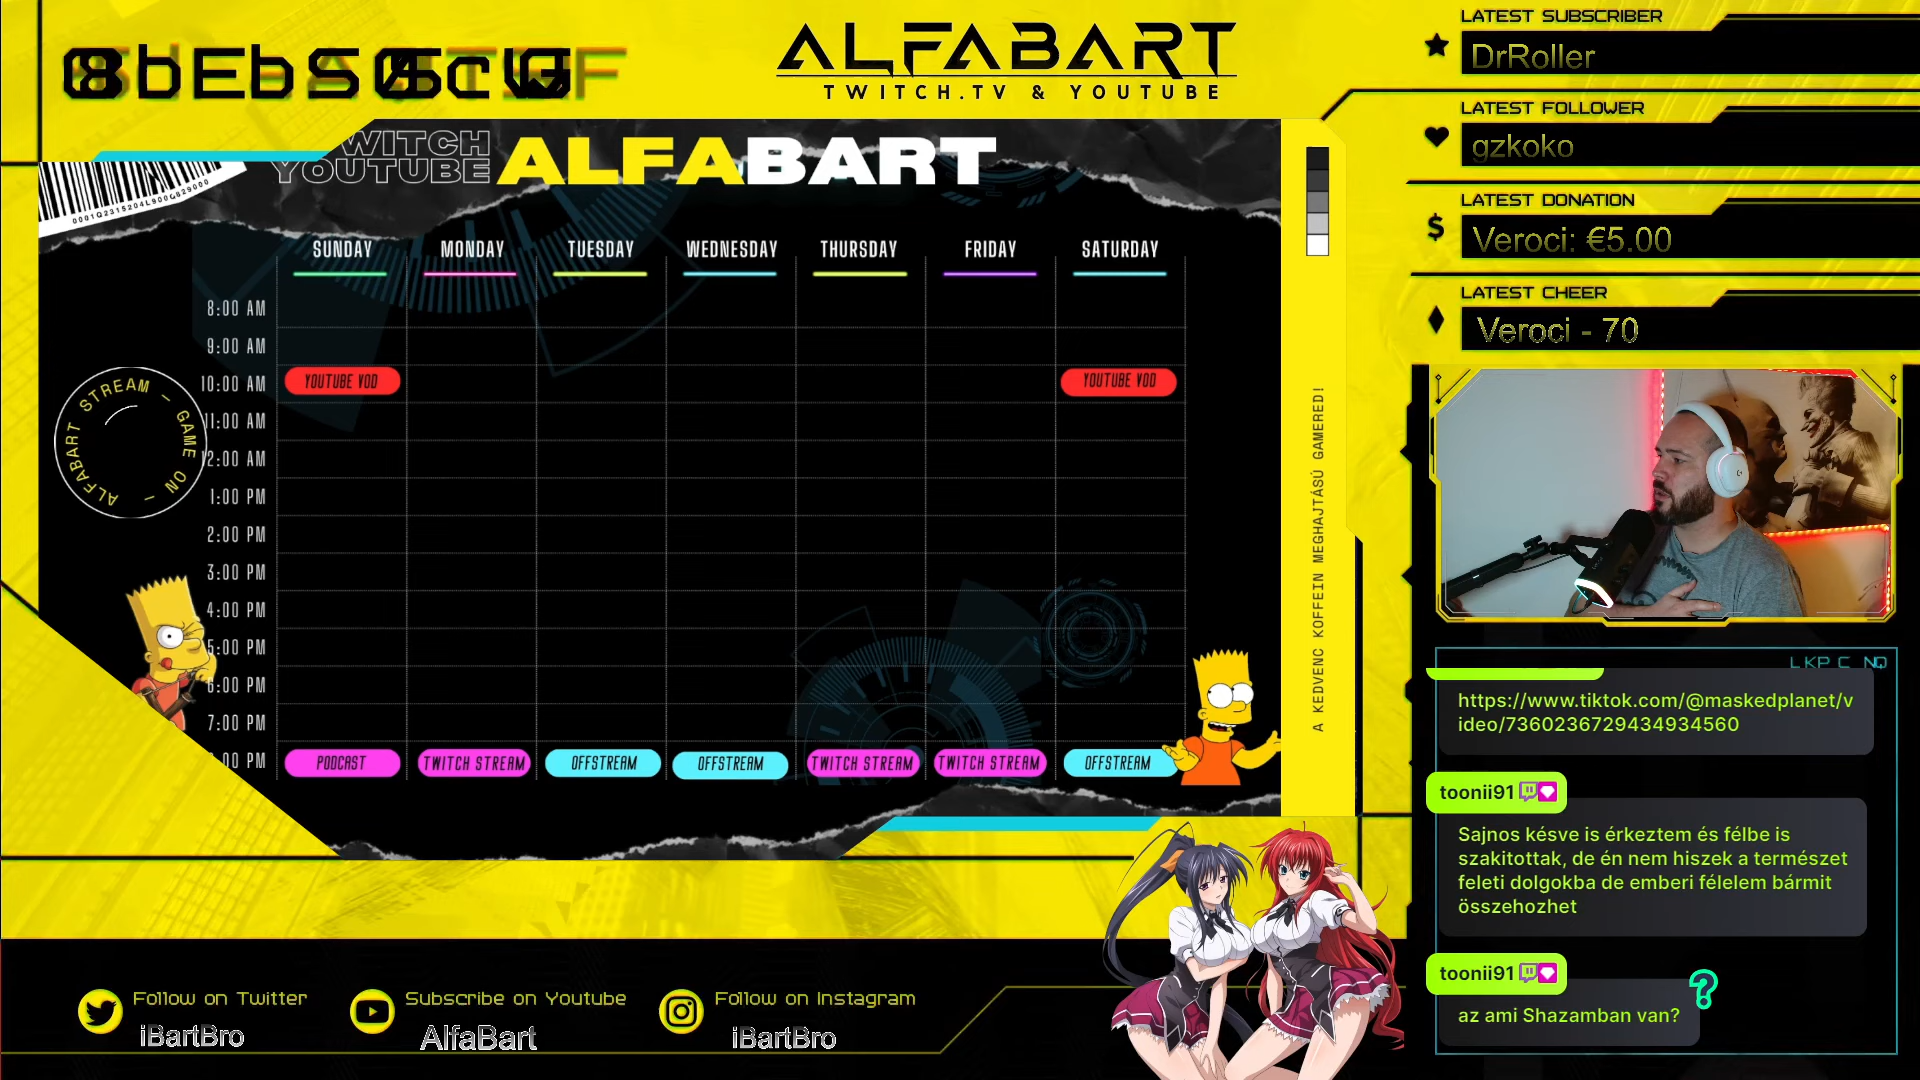 ALFABART
TWITCH.TV & YOUTUBE
TWITCH
YOUTUBE
ALFABART
0001Q2315204L900G829000
SUNDAY MONDAY TUESDAY WEDNESDAY THURSDAY FRIDAY SATURDAY
8:00 AM
9:00 AM
10:00 AM YOUTUBE VOD YOUTUBE VOD
11:00 AM
12:00 AM
1:00 PM
2:00 PM
3:00 PM
4:00 PM
5:00 PM
6:00 PM
7:00 PM
:00 PM PODCAST TWITCH STREAM OFFSTREAM OFFSTREAM TWITCH STREAM TWITCH STREAM OFFSTREAM
ALFABART STREAM – GAME ON –
A KEDVENC KOFFEIN MEGHAJTÁSÚ GAMERED!
LATEST SUBSCRIBER
DrRoller
LATEST FOLLOWER
gzkoko
LATEST DONATION
$ Veroci: €5.00
LATEST CHEER
Veroci - 70
https://www.tiktok.com/@maskedplanet/v
ideo/7360236729434934560
toonii91
Sajnos késve is érkeztem és félbe is
szakitottak, de én nem hiszek a természet
feleti dolgokba de emberi félelem bármit
összehozhet
toonii91
az ami Shazamban van?
?
Follow on Twitter
iBartBro
Subscribe on Youtube
AlfaBart
Follow on Instagram
iBartBro